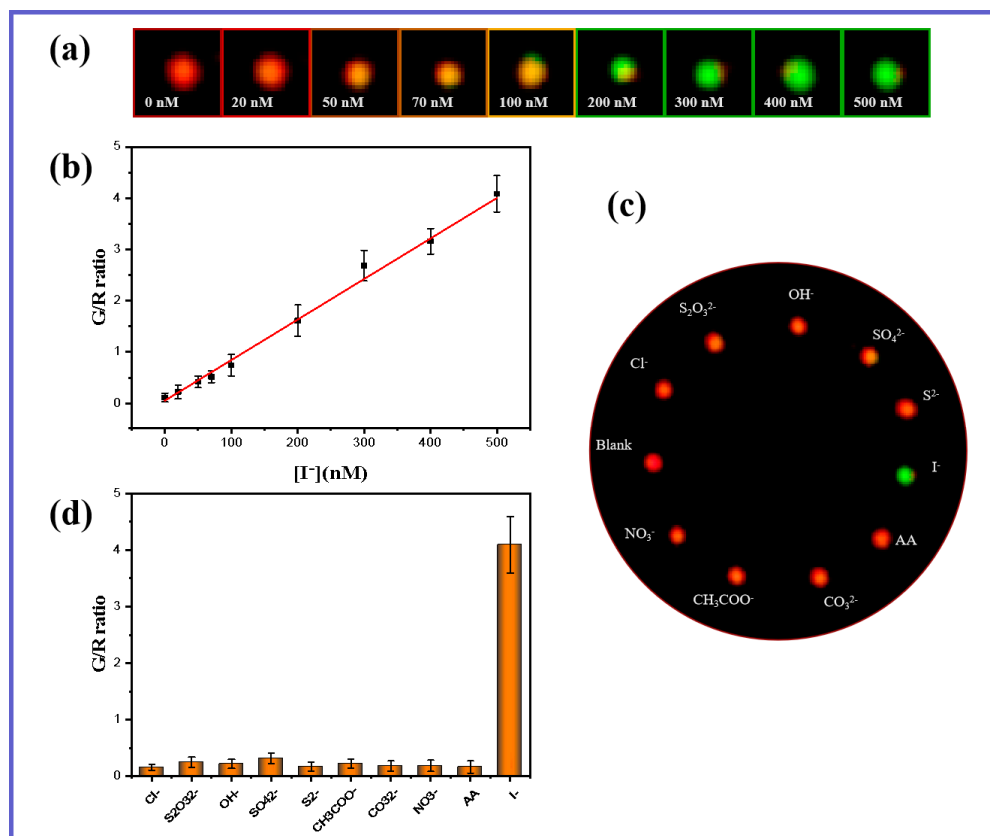 (a)
0 nM 20 nM 50 nM 70 nM 100 nM 200 nM 300 nM 400 nM 500 nM
(b)
5
4
3
2
1
0
G/R ratio
0 100 200 300 400 500
[I⁻](nM)
(c)
OH⁻
S₂O₃²⁻
SO₄²⁻
Cl⁻
S²⁻
Blank
I⁻
NO₃⁻
AA
CH₃COO⁻
CO₃²⁻
(d)
5
4
3
2
1
0
G/R ratio
Cl- S2O32- OH- SO42- S2- CH3COO- CO32- NO3- AA I-